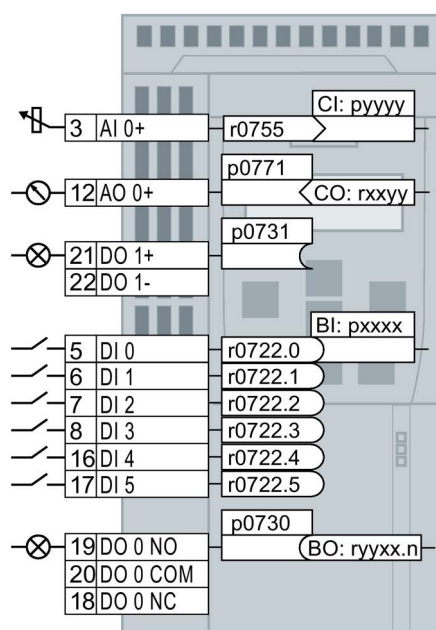 CI: pyyyy
3 AI 0+ r0755
p0771
12 AO 0+ CO: rxxyy
p0731
21 DO 1+
22 DO 1-
BI: pxxxx
5 DI 0 r0722.0
6 DI 1 r0722.1
7 DI 2 r0722.2
8 DI 3 r0722.3
16 DI 4 r0722.4
17 DI 5 r0722.5
p0730
19 DO 0 NO BO: ryyxx.n
20 DO 0 COM
18 DO 0 NC